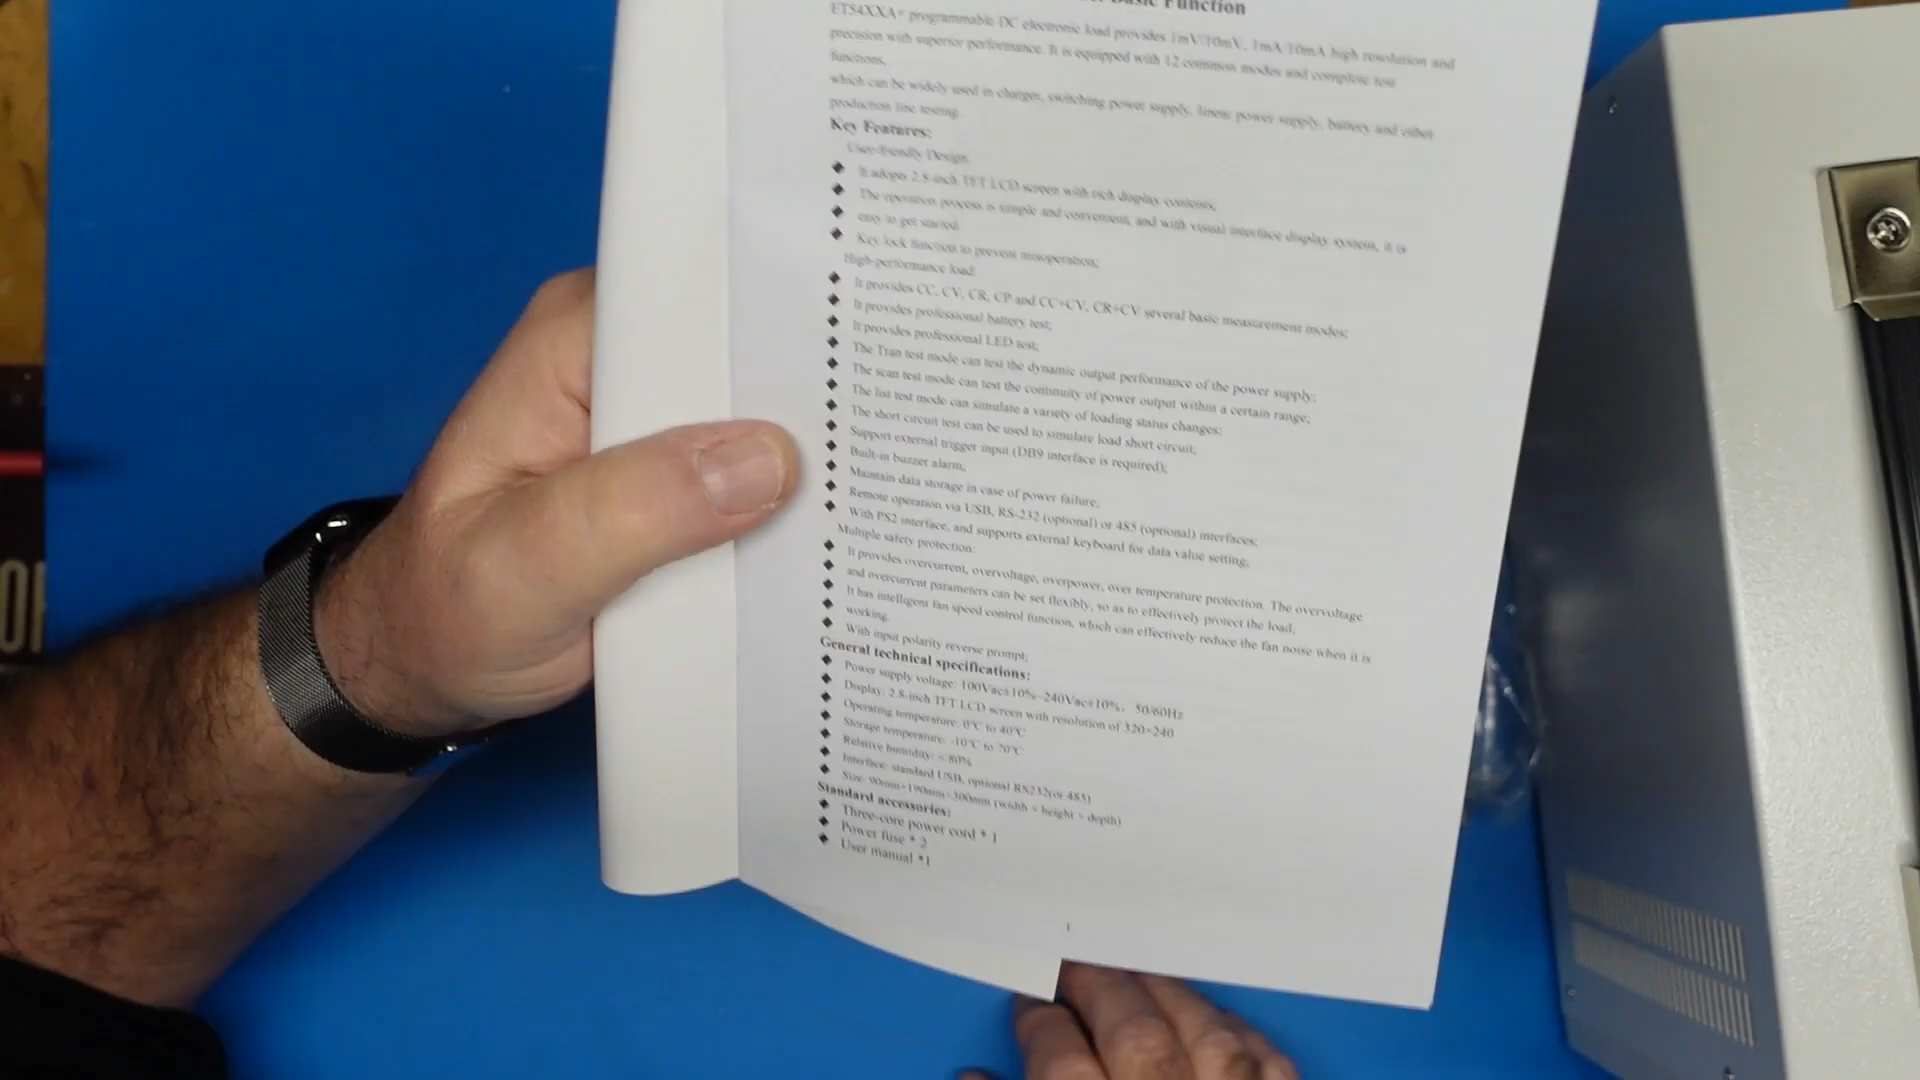 Basic Function
ET54XXA+ programmable DC electronic load provides 1mV/10mV, 1mA/10mA high resolution and
precision with superior performance. It is equipped with 12 common modes and complete test
functions,
which can be widely used in charger, switching power supply, linear power supply, battery and other
production line testing.
Key Features:
User-friendly Design.
◆ It adopts 2.8-inch TFT LCD screen with rich display contents;
◆ The operation process is simple and convenient, and with visual interface display system, it is
◆ easy to get started;
◆ Key lock function to prevent misoperation;
High-performance load:
◆ It provides CC, CV, CR, CP and CC+CV, CR+CV several basic measurement modes;
◆ It provides professional battery test;
◆ It provides professional LED test;
◆ The Tran test mode can test the dynamic output performance of the power supply;
◆ The scan test mode can test the continuity of power output within a certain range;
◆ The list test mode can simulate a variety of loading status changes;
◆ The short circuit test can be used to simulate load short circuit;
◆ Support external trigger input (DB9 interface is required);
◆ Built-in buzzer alarm;
◆ Maintain data storage in case of power failure;
◆ Remote operation via USB, RS-232 (optional) or 485 (optional) interfaces;
◆ With PS2 interface, and supports external keyboard for data value setting;
Multiple safety protection:
◆ It provides overcurrent, overvoltage, overpower, over temperature protection. The overvoltage
◆ and overcurrent parameters can be set flexibly, so as to effectively protect the load;
◆ It has intelligent fan speed control function, which can effectively reduce the fan noise when it is
◆ working.
◆ With input polarity reverse prompt;
General technical specifications:
◆ Power supply voltage: 100Vac±10%~240Vac±10%, 50/60Hz
◆ Display: 2.8-inch TFT LCD screen with resolution of 320×240
◆ Operating temperature: 0℃ to 40℃
◆ Storage temperature: -10℃ to 70℃
◆ Relative humidity: < 80%
◆ Interface: standard USB, optional RS232(or 485)
◆ Size: 90mm×190mm×300mm (width × height × depth)
Standard accessories:
◆ Three-core power cord * 1
◆ Power fuse * 2
◆ User manual *1
1